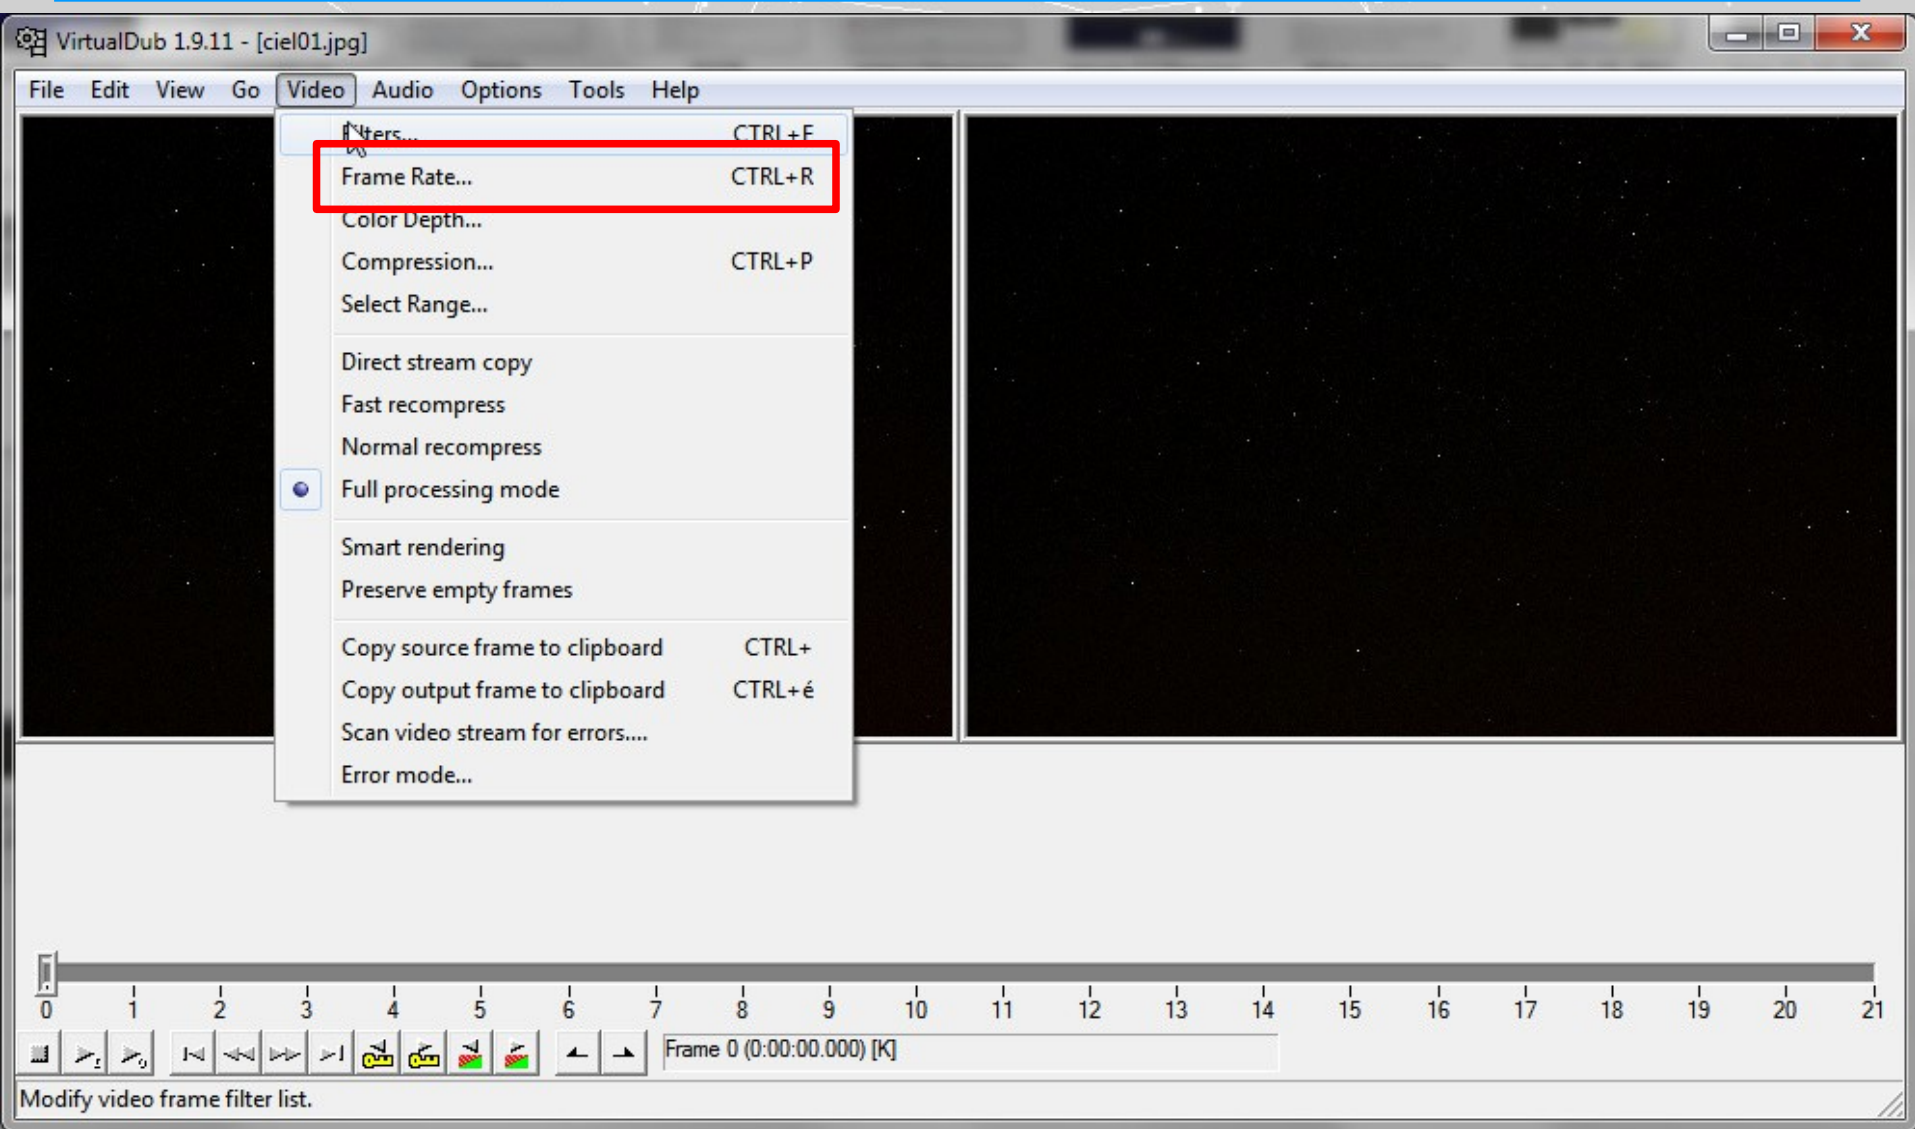 VirtualDub 1.9.11 - [ciel01.jpg]
File Edit View Go Video Audio Options Tools Help
Filters... CTRL+F
Frame Rate... CTRL+R
Color Depth...
Compression... CTRL+P
Select Range...
Direct stream copy
Fast recompress
Normal recompress
Full processing mode
Smart rendering
Preserve empty frames
Copy source frame to clipboard CTRL+
Copy output frame to clipboard CTRL+é
Scan video stream for errors....
Error mode...
0 1 2 3 4 5 6 7 8 9 10 11 12 13 14 15 16 17 18 19 20 21
Frame 0 (0:00:00.000) [K]
Modify video frame filter list.